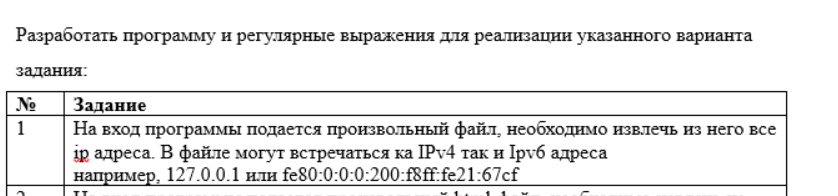 Разработать программу и регулярные выражения для реализации указанного варианта
задания:
№ Задание
1 На вход программы подается произвольный файл, необходимо извлечь из него все
ip адреса. В файле могут встречаться ка IPv4 так и Ipv6 адреса
например, 127.0.0.1 или fe80:0:0:0:200:f8ff:fe21:67cf